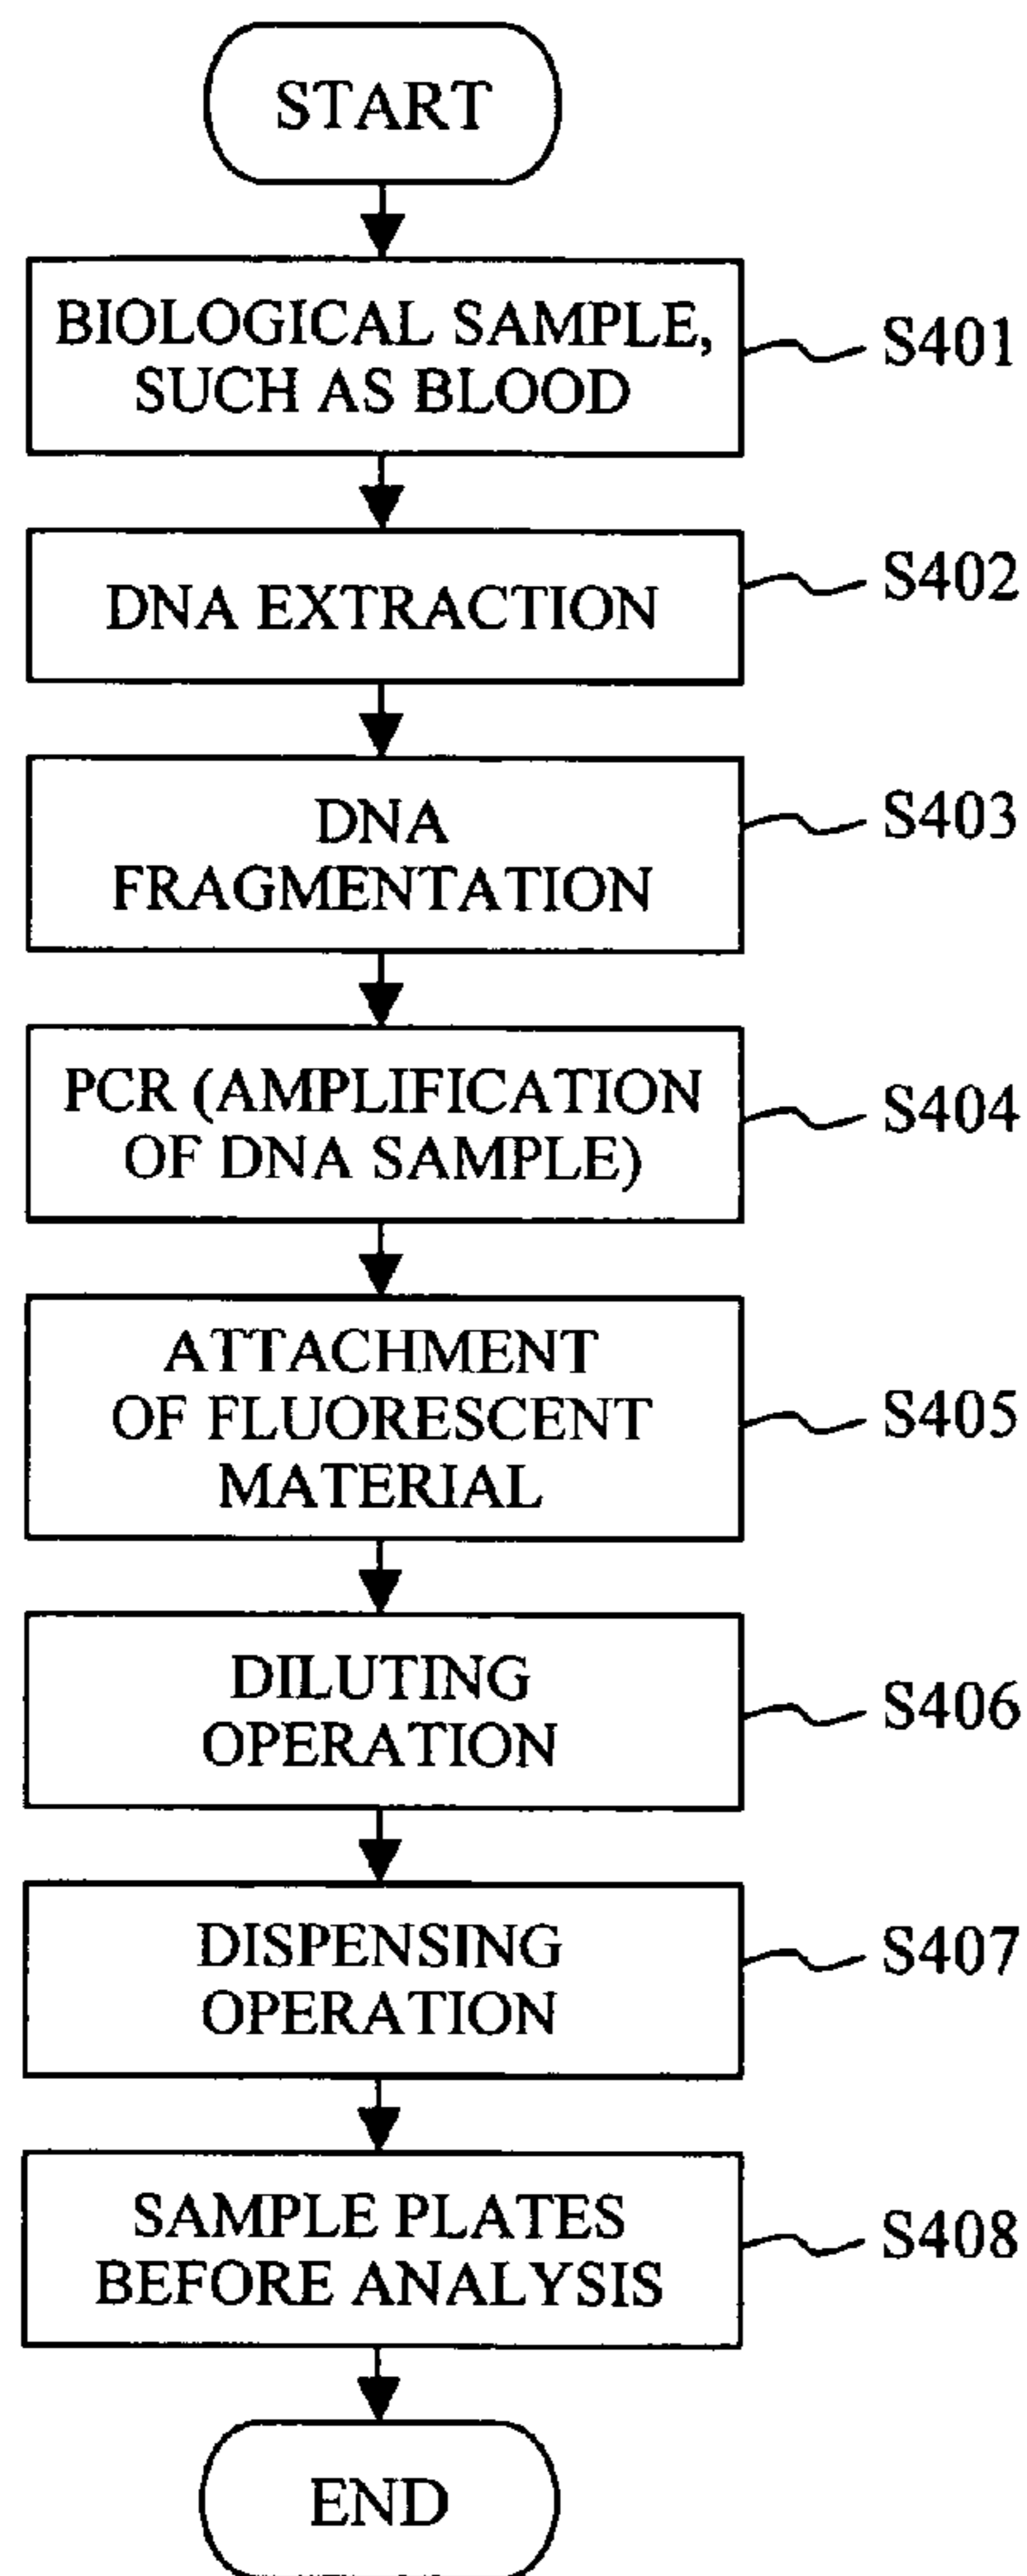 START
BIOLOGICAL SAMPLE,
SUCH AS BLOOD
S401
DNA EXTRACTION
S402
DNA
FRAGMENTATION
S403
PCR (AMPLIFICATION
OF DNA SAMPLE)
S404
ATTACHMENT
OF FLUORESCENT
MATERIAL
S405
DILUTING
OPERATION
S406
DISPENSING
OPERATION
S407
SAMPLE PLATES
BEFORE ANALYSIS
S408
END